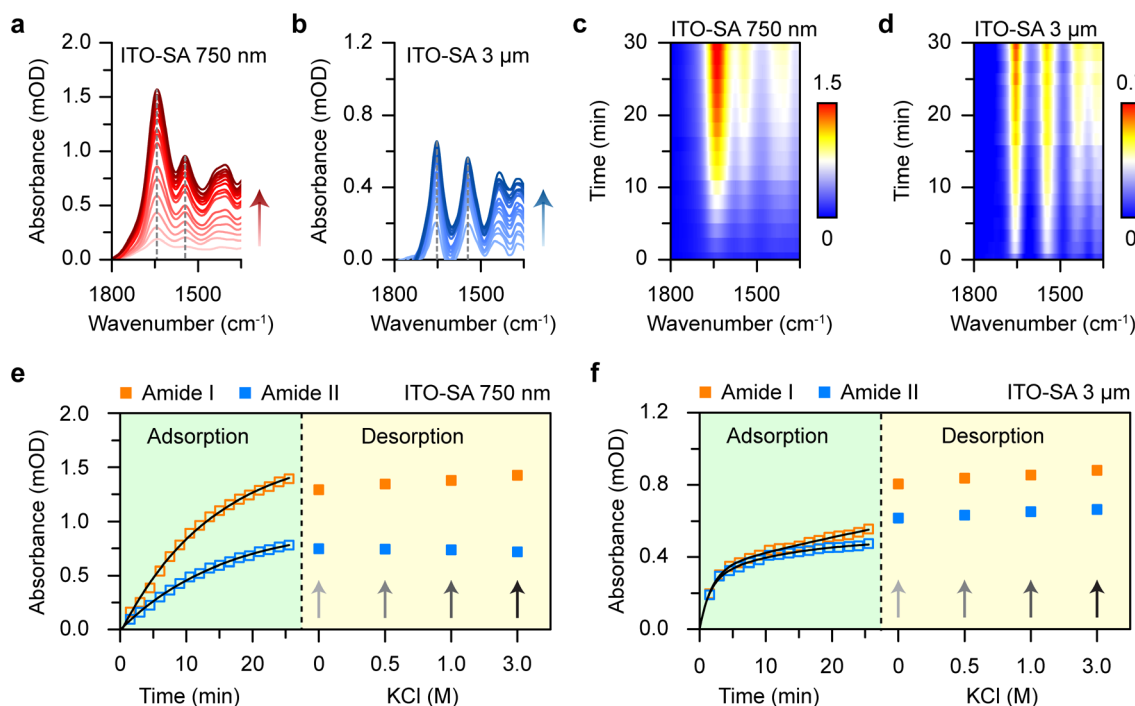 a
ITO-SA 750 nm
Absorbance (mOD)
2.0
1.5
1.0
0.5
0.0
1800
1500
Wavenumber (cm⁻¹)
b
ITO-SA 3 µm
Absorbance (mOD)
1.2
0.8
0.4
0.0
1800
1500
Wavenumber (cm⁻¹)
c
ITO-SA 750 nm
Time (min)
30
20
10
0
1800
1500
Wavenumber (cm⁻¹)
1.5
0
d
ITO-SA 3 µm
Time (min)
30
20
10
0
1800
1500
Wavenumber (cm⁻¹)
0
e
Amide I
Amide II
ITO-SA 750 nm
Adsorption
Desorption
Absorbance (mOD)
2.0
1.5
1.0
0.5
0.0
0
10
20
0
0.5
1.0
3.0
Time (min)
KCl (M)
f
Amide I
Amide II
ITO-SA 3 µm
Adsorption
Desorption
Absorbance (mOD)
1.2
0.8
0.4
0.0
0
10
20
0
0.5
1.0
3.0
Time (min)
KCl (M)